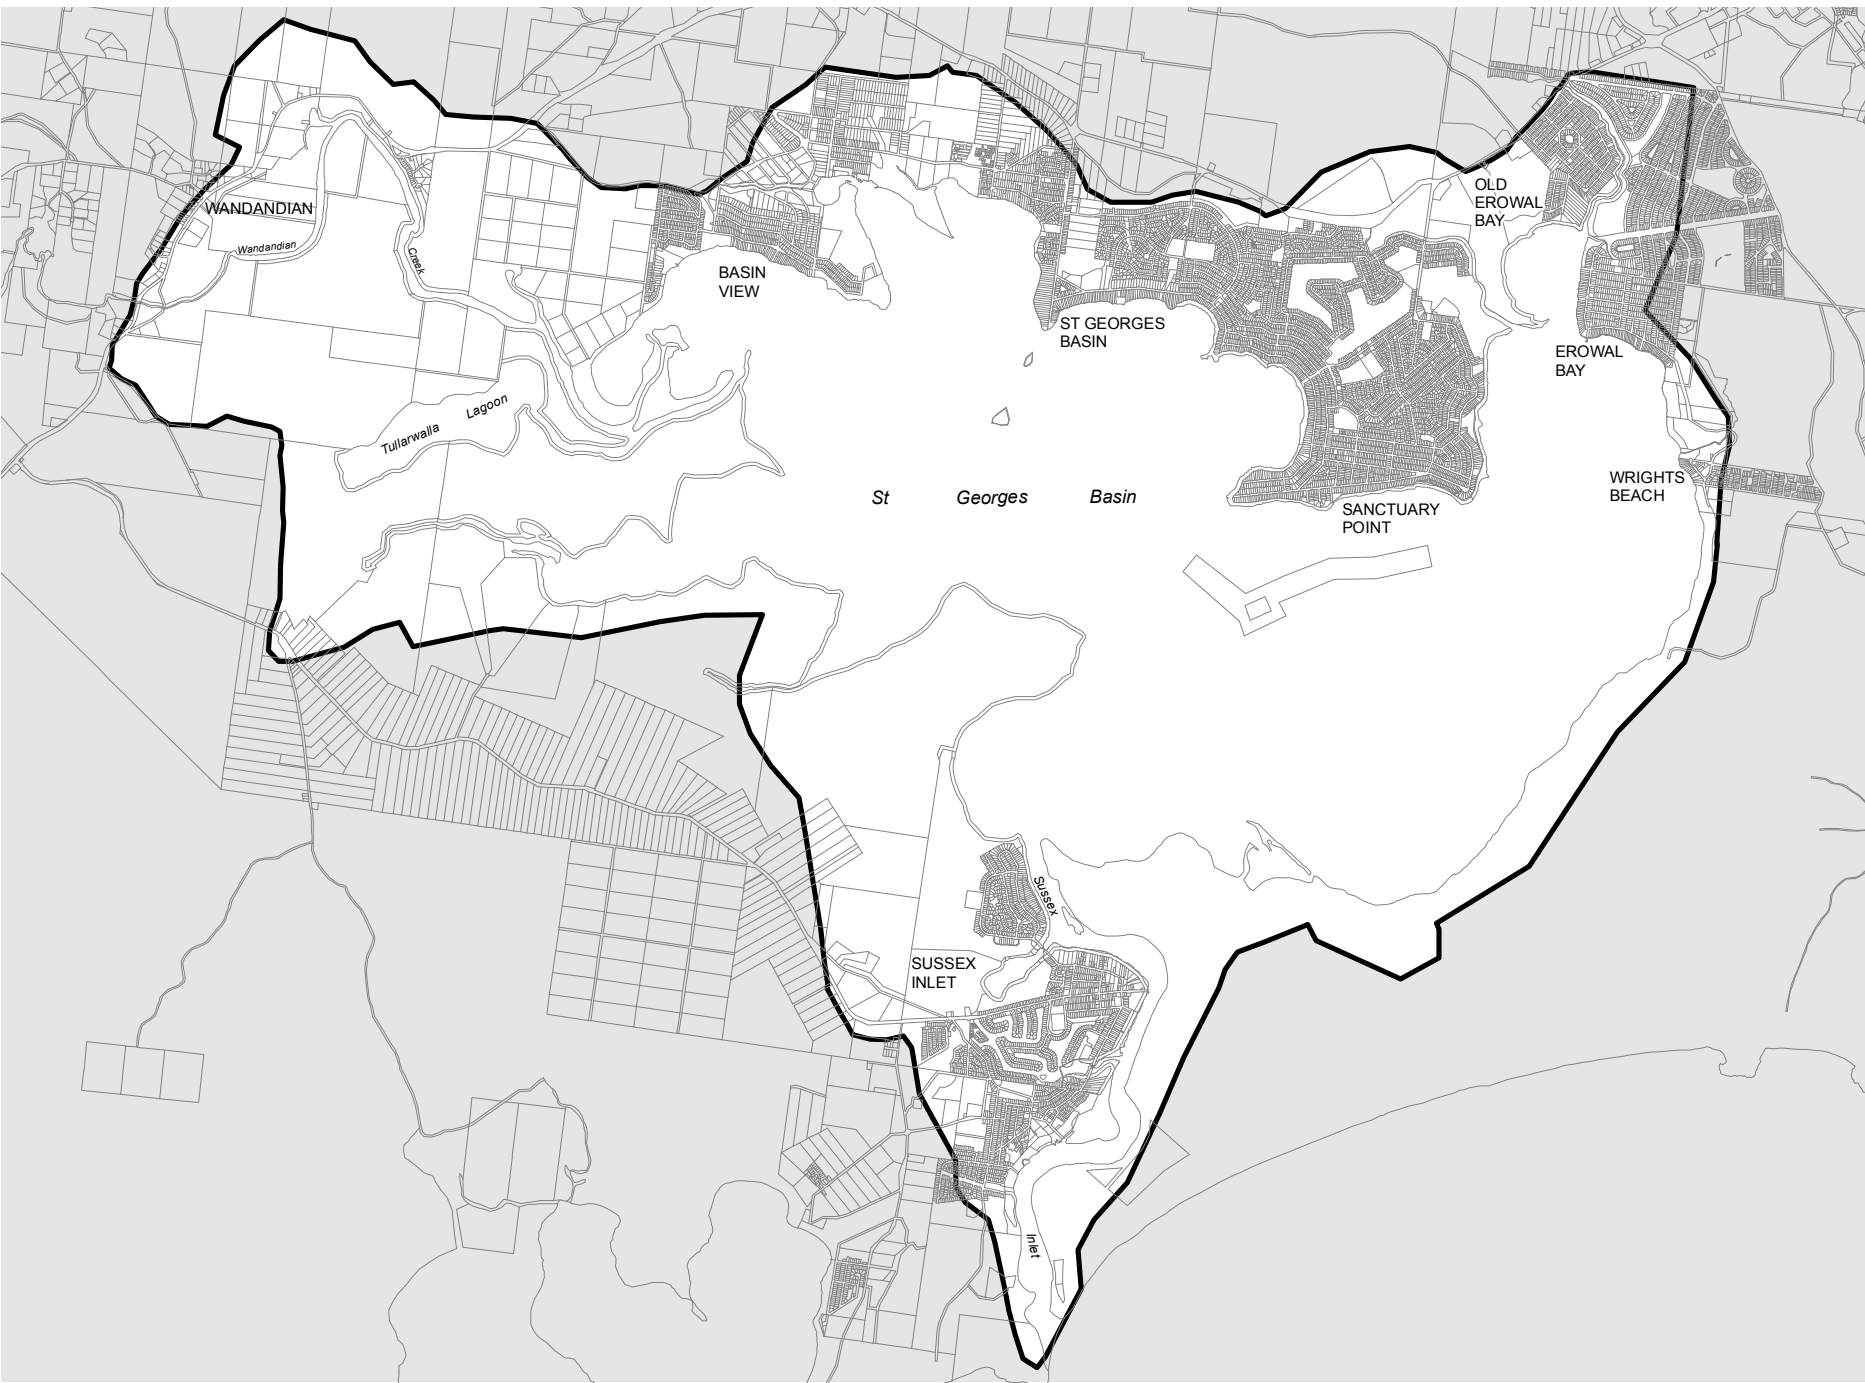 WANDANDIAN
Wandandian
Creek
BASIN
VIEW
ST GEORGES
BASIN
OLD
EROWAL
BAY
EROWAL
BAY
Tullarwalla Lagoon
St Georges Basin
WRIGHTS
BEACH
SANCTUARY
POINT
Sussex
SUSSEX
INLET
Inlet